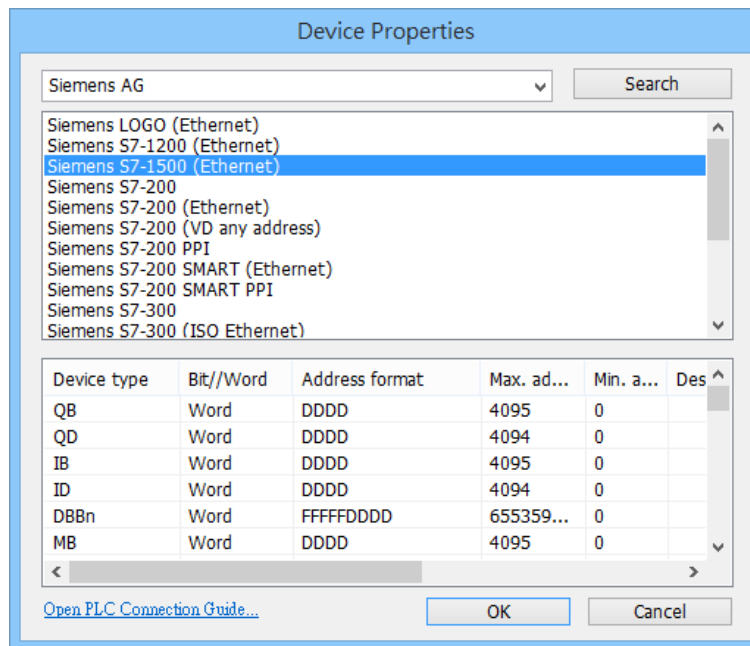 Device Properties
Siemens AG
Search
Siemens LOGO (Ethernet)
Siemens S7-1200 (Ethernet)
Siemens S7-1500 (Ethernet)
Siemens S7-200
Siemens S7-200 (Ethernet)
Siemens S7-200 (VD any address)
Siemens S7-200 PPI
Siemens S7-200 SMART (Ethernet)
Siemens S7-200 SMART PPI
Siemens S7-300
Siemens S7-300 (ISO Ethernet)
Device type Bit//Word Address format Max. ad... Min. a... Des
QB Word DDDD 4095 0
QD Word DDDD 4094 0
IB Word DDDD 4095 0
ID Word DDDD 4094 0
DBBn Word FFFFFDDDD 655359... 0
MB Word DDDD 4095 0
Open PLC Connection Guide... OK Cancel